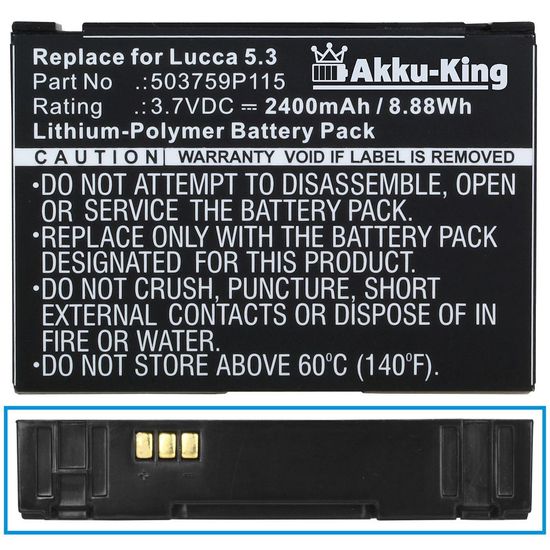 Replace for Lucca 5.3
Akku-King
Part No .:503759P115
Rating .: 3.7VDC ⎓ 2400mAh / 8.88Wh
Lithium-Polymer Battery Pack
CAUTION WARRANTY VOID IF LABEL IS REMOVED
•DO NOT ATTEMPT TO DISASSEMBLE, OPEN
OR SERVICE THE BATTERY PACK.
•REPLACE ONLY WITH THE BATTERY PACK
DESIGNATED FOR THIS PRODUCT.
•DO NOT CRUSH, PUNCTURE, SHORT
EXTERNAL CONTACTS OR DISPOSE OF
IN FIRE OR WATER.
•DO NOT STORE ABOVE 60°C (140°F).
- +